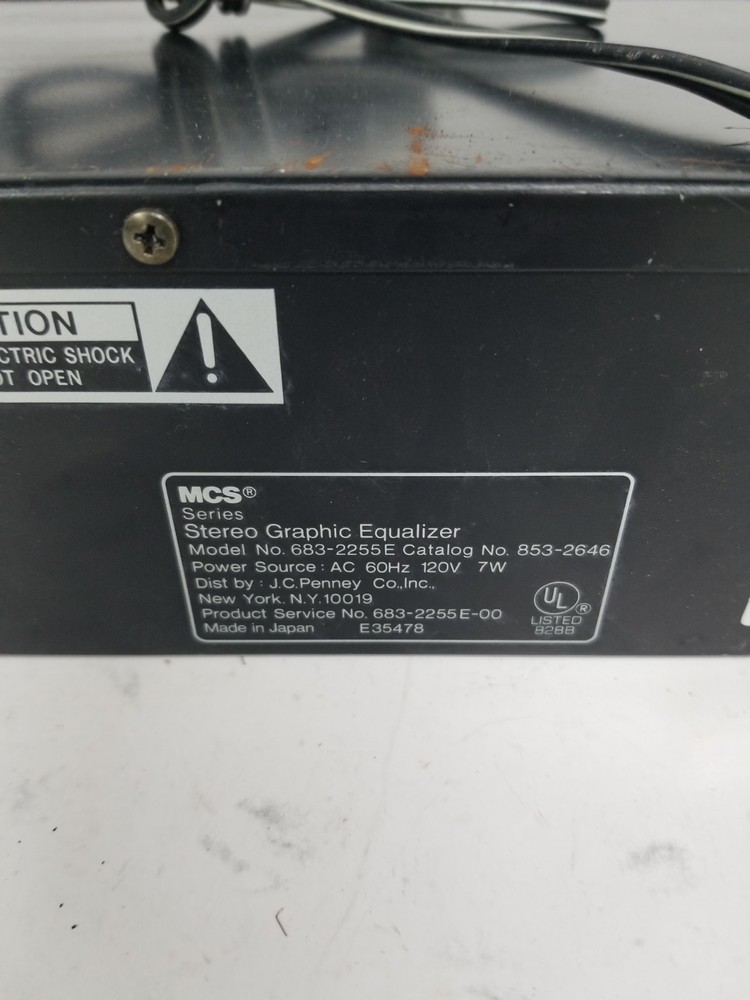 TION
CTRIC SHOCK
OT OPEN
MCS®
Series
Stereo Graphic Equalizer
Model No. 683-2255E Catalog No. 853-2646
Power Source : AC 60Hz 120V 7W
Dist by : J.C.Penney Co.,Inc.,
New York. N.Y. 10019
Product Service No. 683-2255E-00
Made in Japan E35478
UL®
LISTED
828B